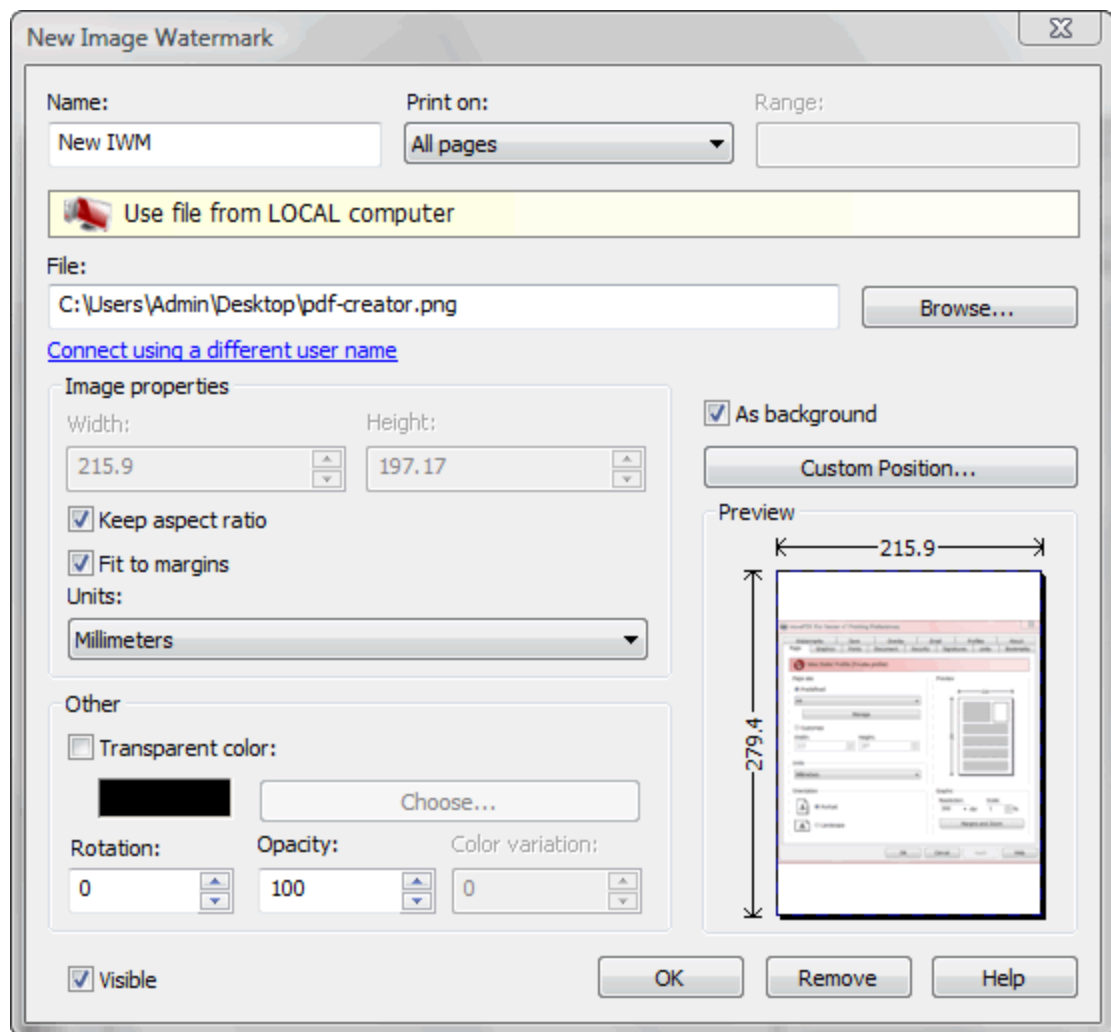 New Image Watermark
Name: Print on: Range:
New IWM All pages
Use file from LOCAL computer
File:
C:\Users\Admin\Desktop\pdf-creator.png Browse...
Connect using a different user name
Image properties
Width: Height:
215.9 197.17
Keep aspect ratio
Fit to margins
Units:
Millimeters
As background
Custom Position...
Preview
215.9
279.4
Other
Transparent color:
Choose...
Rotation: Opacity: Color variation:
0 100 0
Visible OK Remove Help